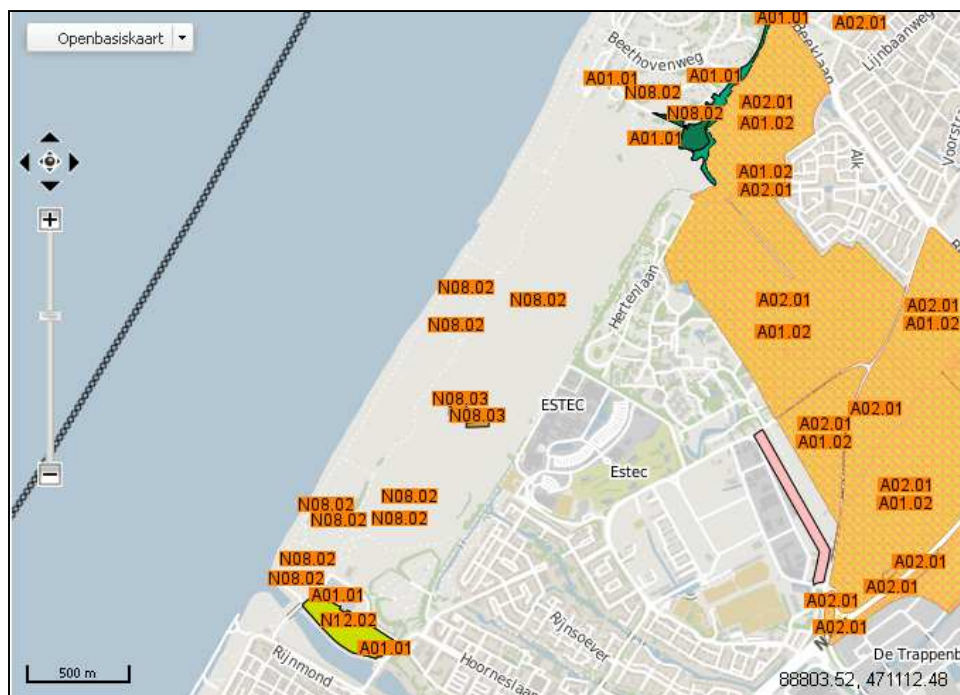 Openbasiskaart
A01.01
A02.01
Beethovenweg
Beeklaan
Lijnbaanweg
A01.01
A01.01
N08.02
A02.01
N08.02
A01.02
Voorstra
A01.01
Alk
A01.02
A02.01
Hertenlaan
N08.02
N08.02
A02.01
A02.01
N08.02
A01.02
A01.02
N08.03
N08.03
ESTEC
A02.01
A02.01
A01.02
Estec
A02.01
A01.02
N08.02
N08.02
N08.02
N08.02
N08.02
N08.02
A01.01
N12.02
A01.01
A02.01
A02.01
A02.01
A02.01
N
Rijnsoever
Rijnmond
Hoorneslaan
De Trappenb
500 m
88803.52, 471112.48